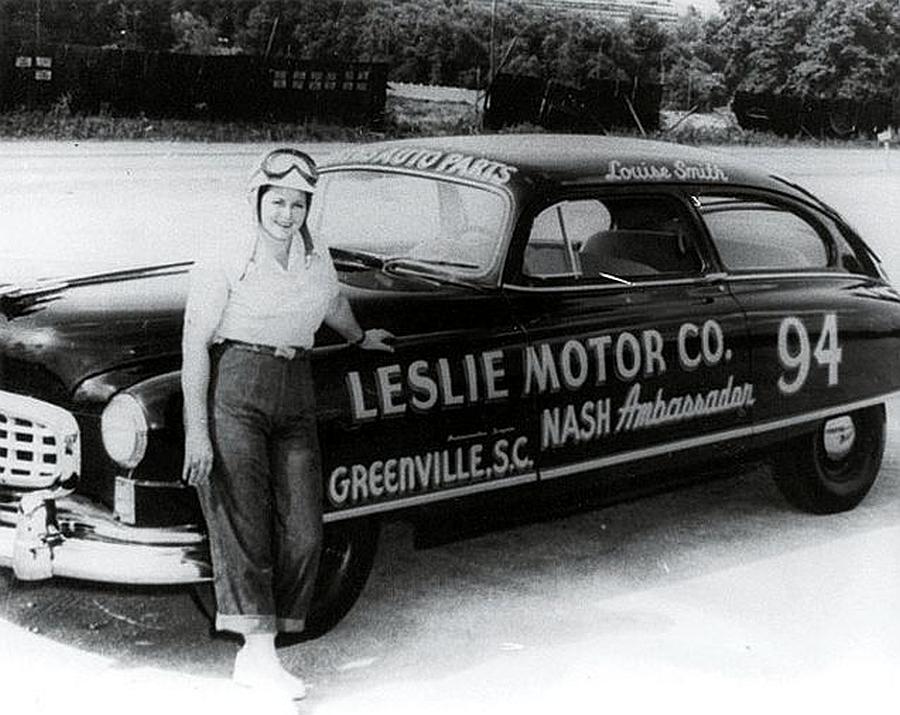 AUTO PARTS
Louise Smith
LESLIE MOTOR CO.
94
NASH Ambassador
GREENVILLE, S.C.